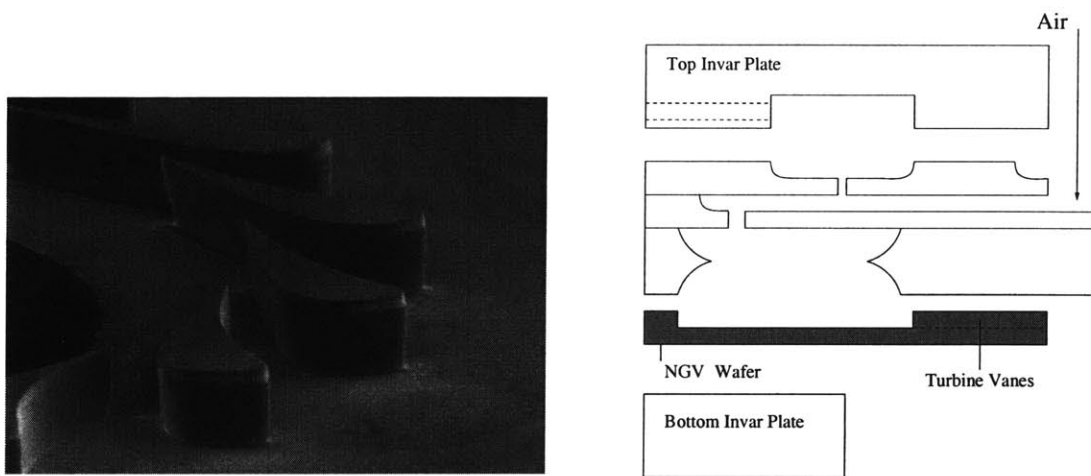 Air
Top Invar Plate
NGV Wafer
Turbine Vanes
Bottom Invar Plate